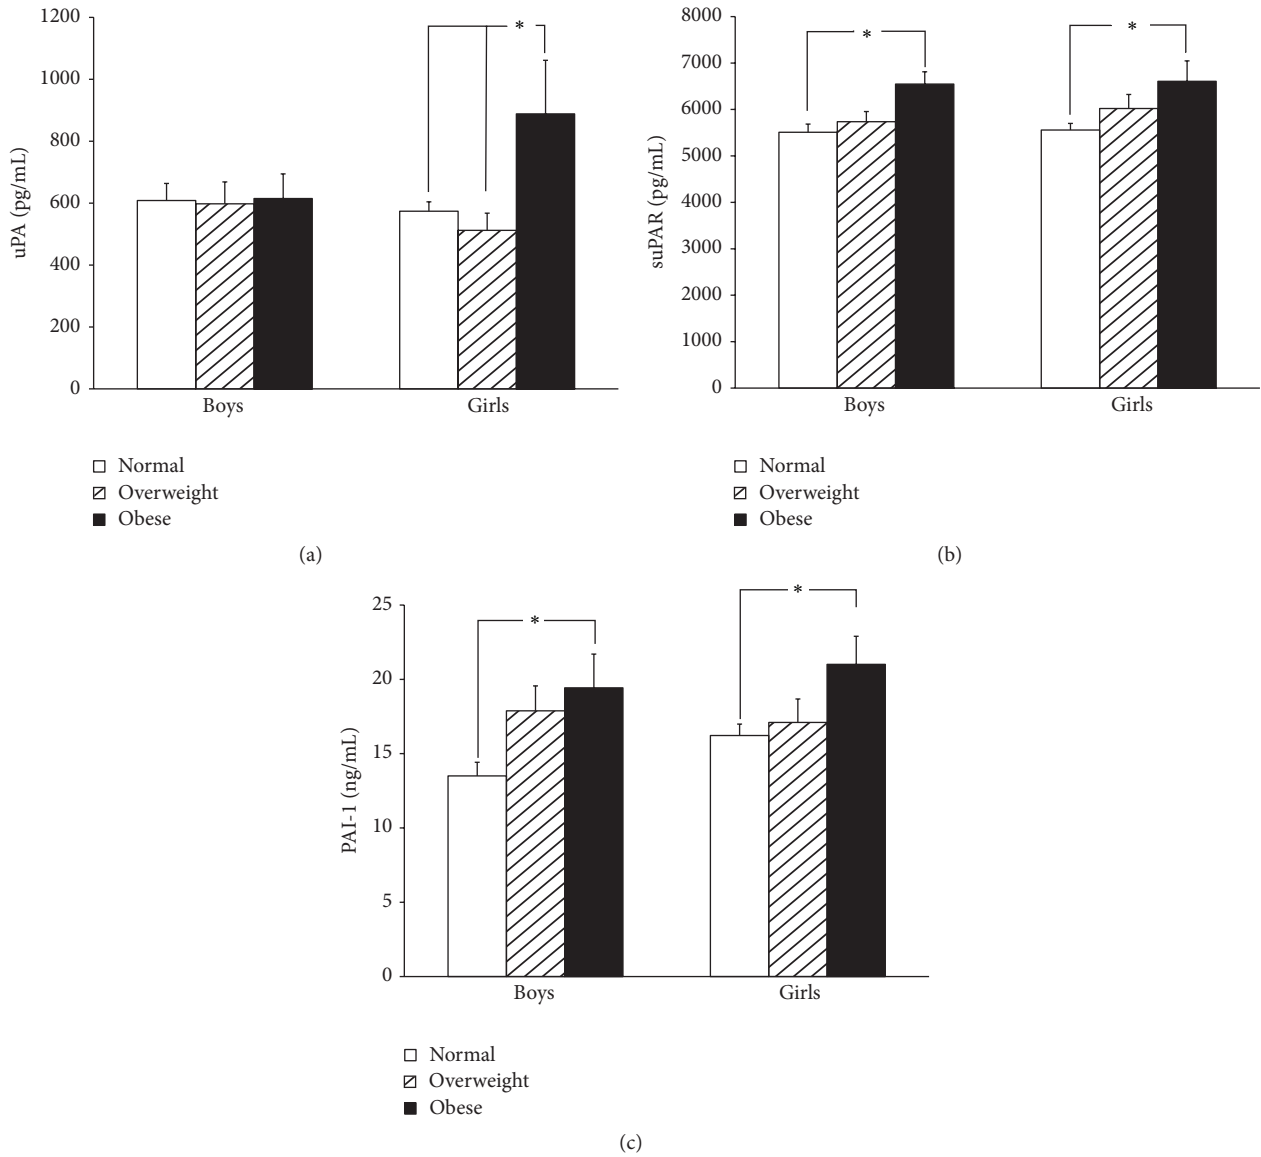 1200
1000
800
600
400
200
0
uPA (pg/mL)
*
Boys
Girls
Normal
Overweight
Obese
(a)
8000
7000
6000
5000
4000
3000
2000
1000
0
suPAR (pg/mL)
*
*
Boys
Girls
Normal
Overweight
Obese
(b)
25
20
15
10
5
0
PAI-1 (ng/mL)
*
*
Boys
Girls
Normal
Overweight
Obese
(c)